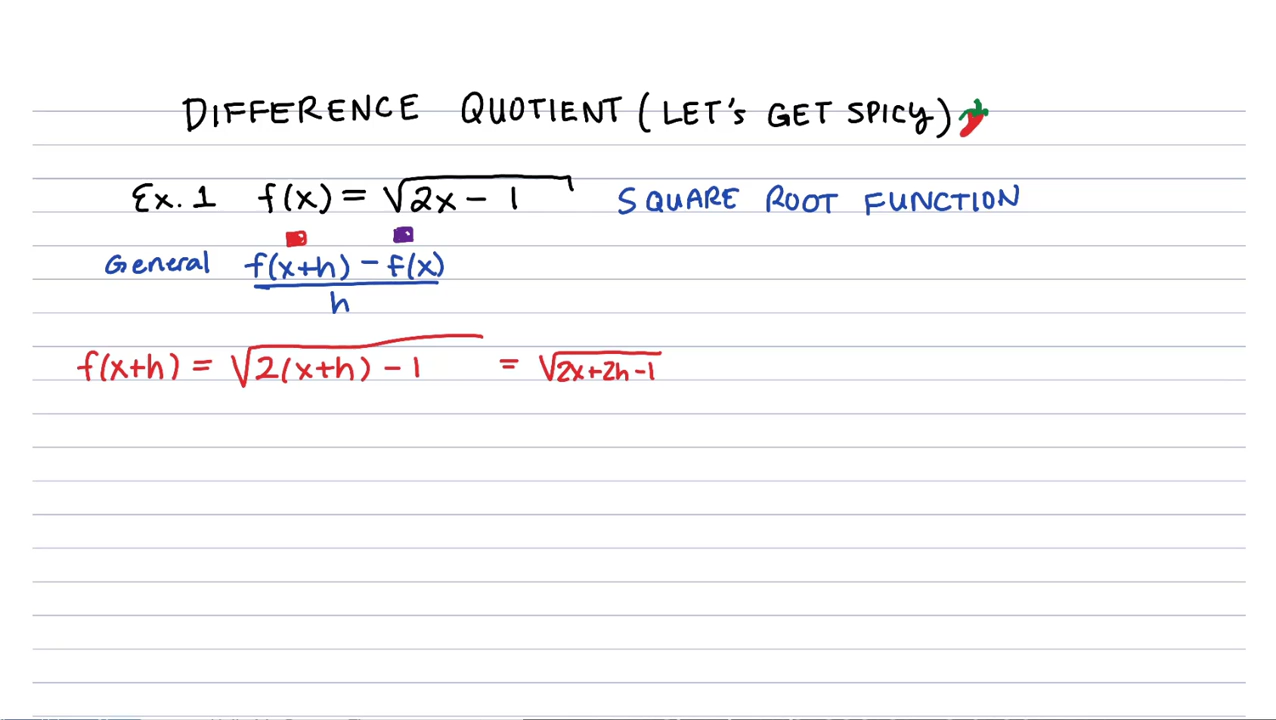 DIFFERENCE QUOTIENT (LET's GET SPICY)
Ex. 1 f(x) = √2x - 1 SQUARE ROOT FUNCTION
General f(x+h) - f(x)
h
f(x+h) = √2(x+h) - 1 = √2x+2h-1